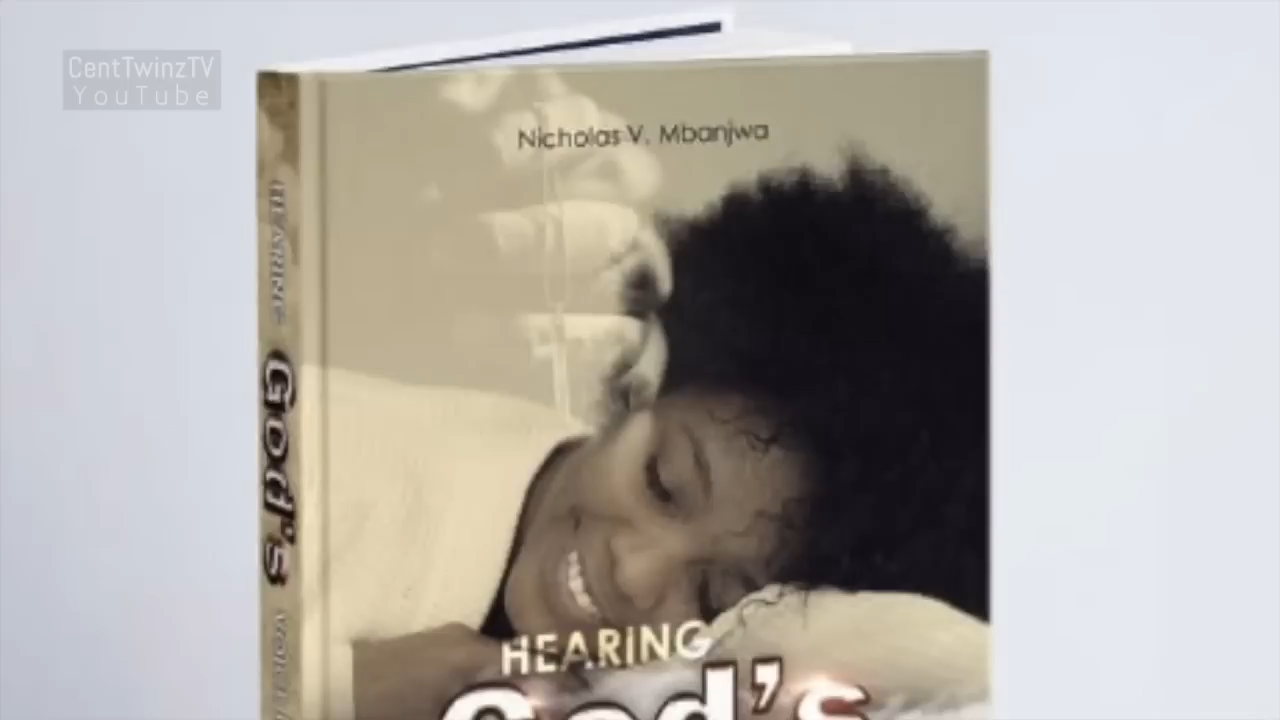 CentTwinzTV
YouTube
Nicholas V. Mbanjwa
HEARING
God's
HEARING God's